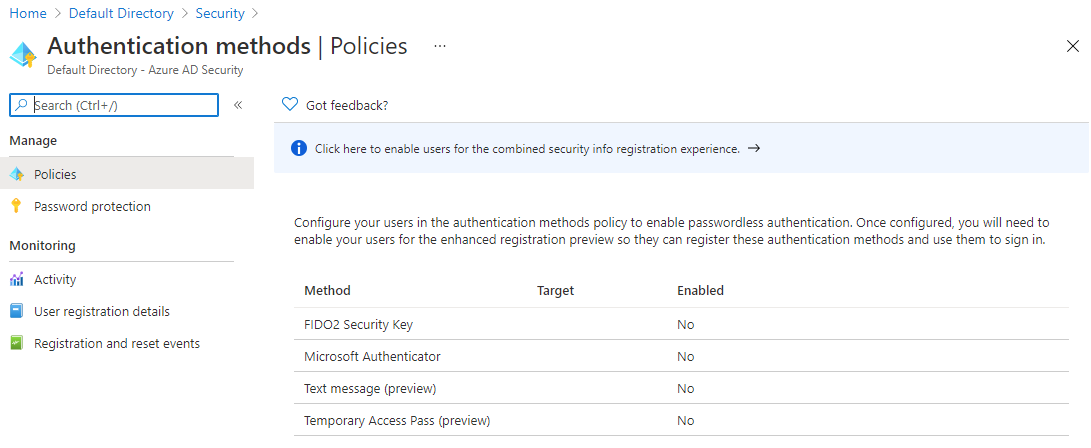 Home > Default Directory > Security >
Authentication methods | Policies ...
Default Directory - Azure AD Security
Search (Ctrl+/)
«
Manage
Policies
Password protection
Monitoring
Activity
User registration details
Registration and reset events
Got feedback?
Click here to enable users for the combined security info registration experience. →
Configure your users in the authentication methods policy to enable passwordless authentication. Once configured, you will need to
enable your users for the enhanced registration preview so they can register these authentication methods and use them to sign in.
Method Target Enabled
FIDO2 Security Key No
Microsoft Authenticator No
Text message (preview) No
Temporary Access Pass (preview) No